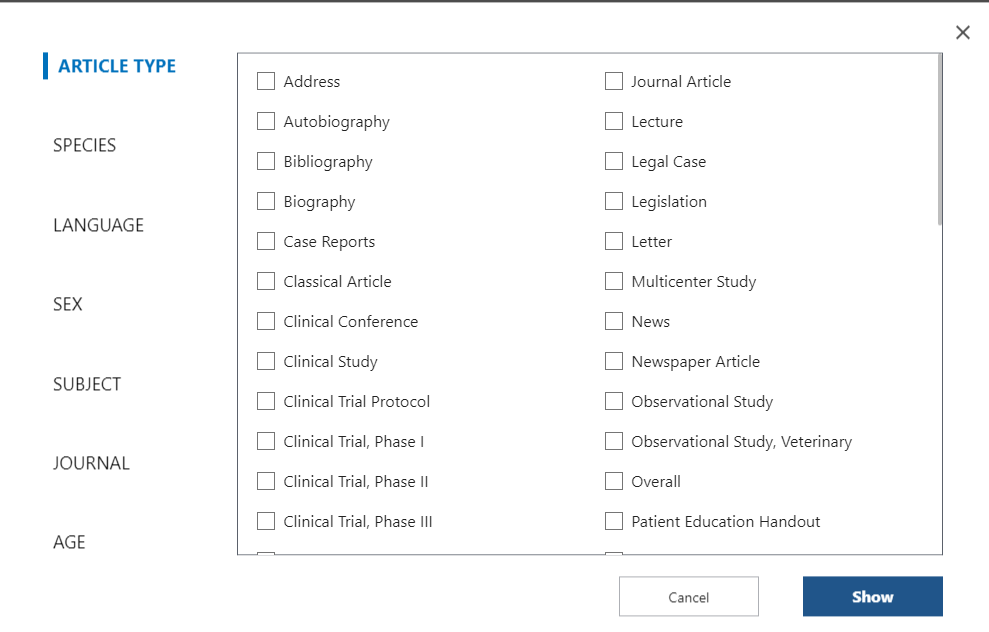 ARTICLE TYPE
SPECIES
LANGUAGE
SEX
SUBJECT
JOURNAL
AGE
Address
Autobiography
Bibliography
Biography
Case Reports
Classical Article
Clinical Conference
Clinical Study
Clinical Trial Protocol
Clinical Trial, Phase I
Clinical Trial, Phase II
Clinical Trial, Phase III
Journal Article
Lecture
Legal Case
Legislation
Letter
Multicenter Study
News
Newspaper Article
Observational Study
Observational Study, Veterinary
Overall
Patient Education Handout
Cancel
Show